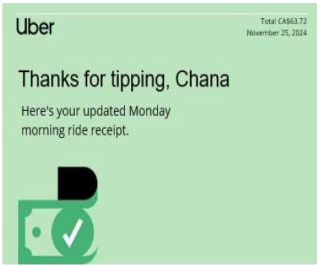 Uber
Total CA$63.72
November 25, 2024
Thanks for tipping, Chana
Here's your updated Monday
morning ride receipt.